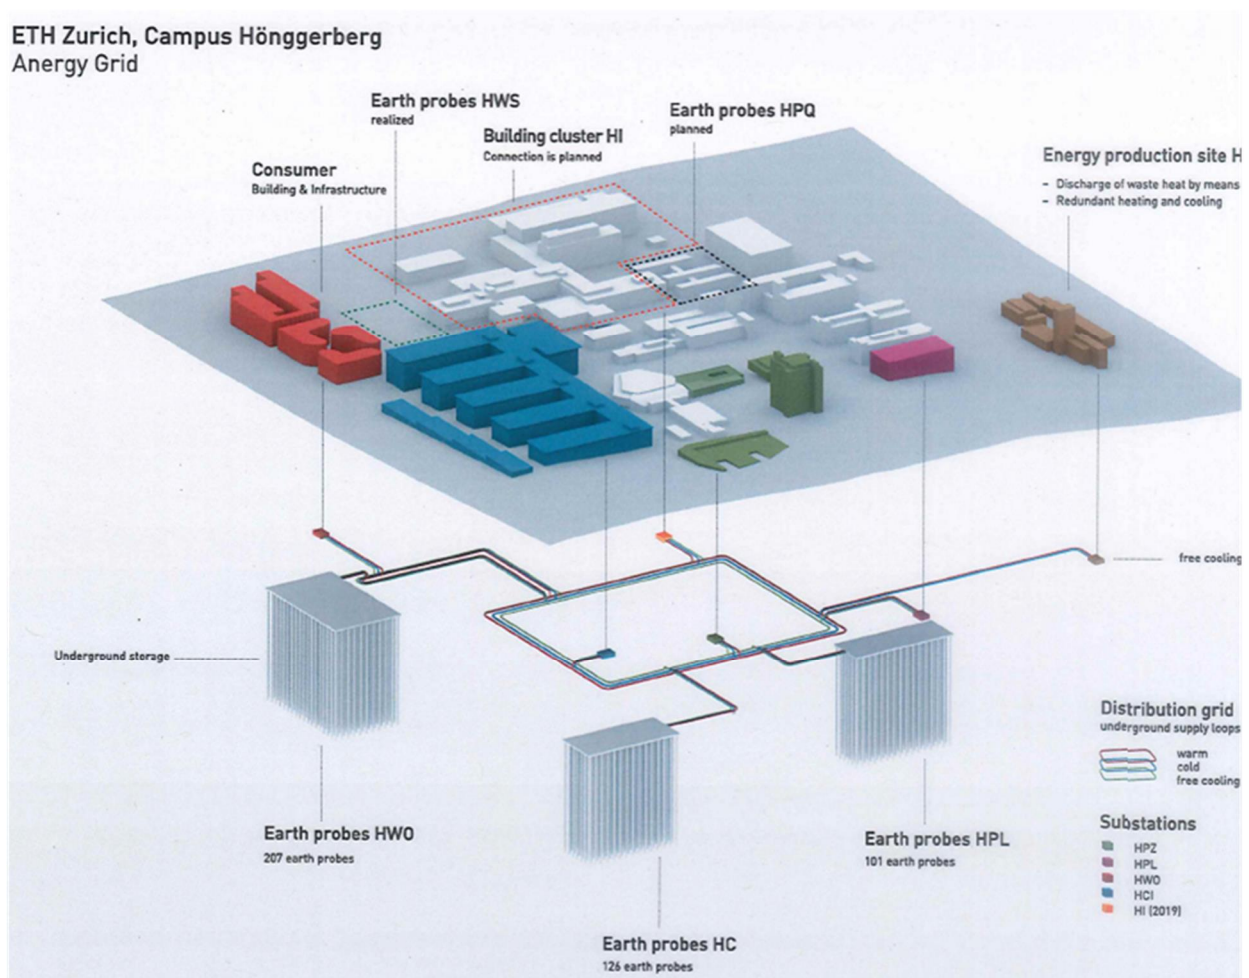 ETH Zurich, Campus Hönggerberg
Anergy Grid
Earth probes HWS
realized
Building cluster HI
Connection is planned
Earth probes HPQ
planned
Consumer
Building & Infrastructure
Energy production site H
- Discharge of waste heat by means
- Redundant heating and cooling
free cooling
Underground storage
Distribution grid
underground supply loops
warm
cold
free cooling
Substations
HPZ
HPL
HWO
HCI
HI (2019)
Earth probes HWO
207 earth probes
Earth probes HPL
101 earth probes
Earth probes HC
126 earth probes